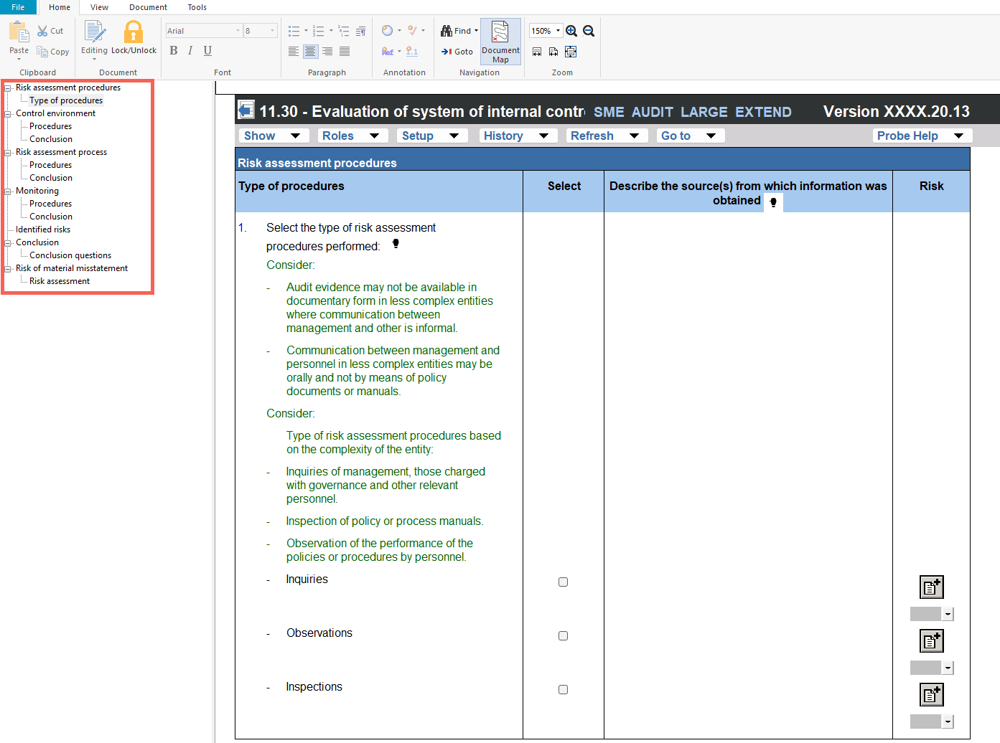 File Home View Document Tools
Paste Cut Copy
Clipboard
Editing Lock/Unlock
Document
Arial 8
B I U
Font
Paragraph
Ref 1
Annotation
Find Goto Document Map
Navigation
150%
Zoom
Risk assessment procedures
Type of procedures
Control environment
Procedures
Conclusion
Risk assessment process
Procedures
Conclusion
Monitoring
Procedures
Conclusion
Identified risks
Conclusion
Conclusion questions
Risk of material misstatement
Risk assessment
11.30 - Evaluation of system of internal contr SME AUDIT LARGE EXTEND Version XXXX.20.13
Show Roles Setup History Refresh Go to Probe Help
Risk assessment procedures
Type of procedures Select Describe the source(s) from which information was obtained Risk
1. Select the type of risk assessment
procedures performed:
Consider:
- Audit evidence may not be available in
documentary form in less complex entities
where communication between
management and other is informal.
- Communication between management and
personnel in less complex entities may be
orally and not by means of policy
documents or manuals.
Consider:
Type of risk assessment procedures based
on the complexity of the entity:
- Inquiries of management, those charged
with governance and other relevant
personnel.
- Inspection of policy or process manuals.
- Observation of the performance of the
policies or procedures by personnel.
- Inquiries
- Observations
- Inspections